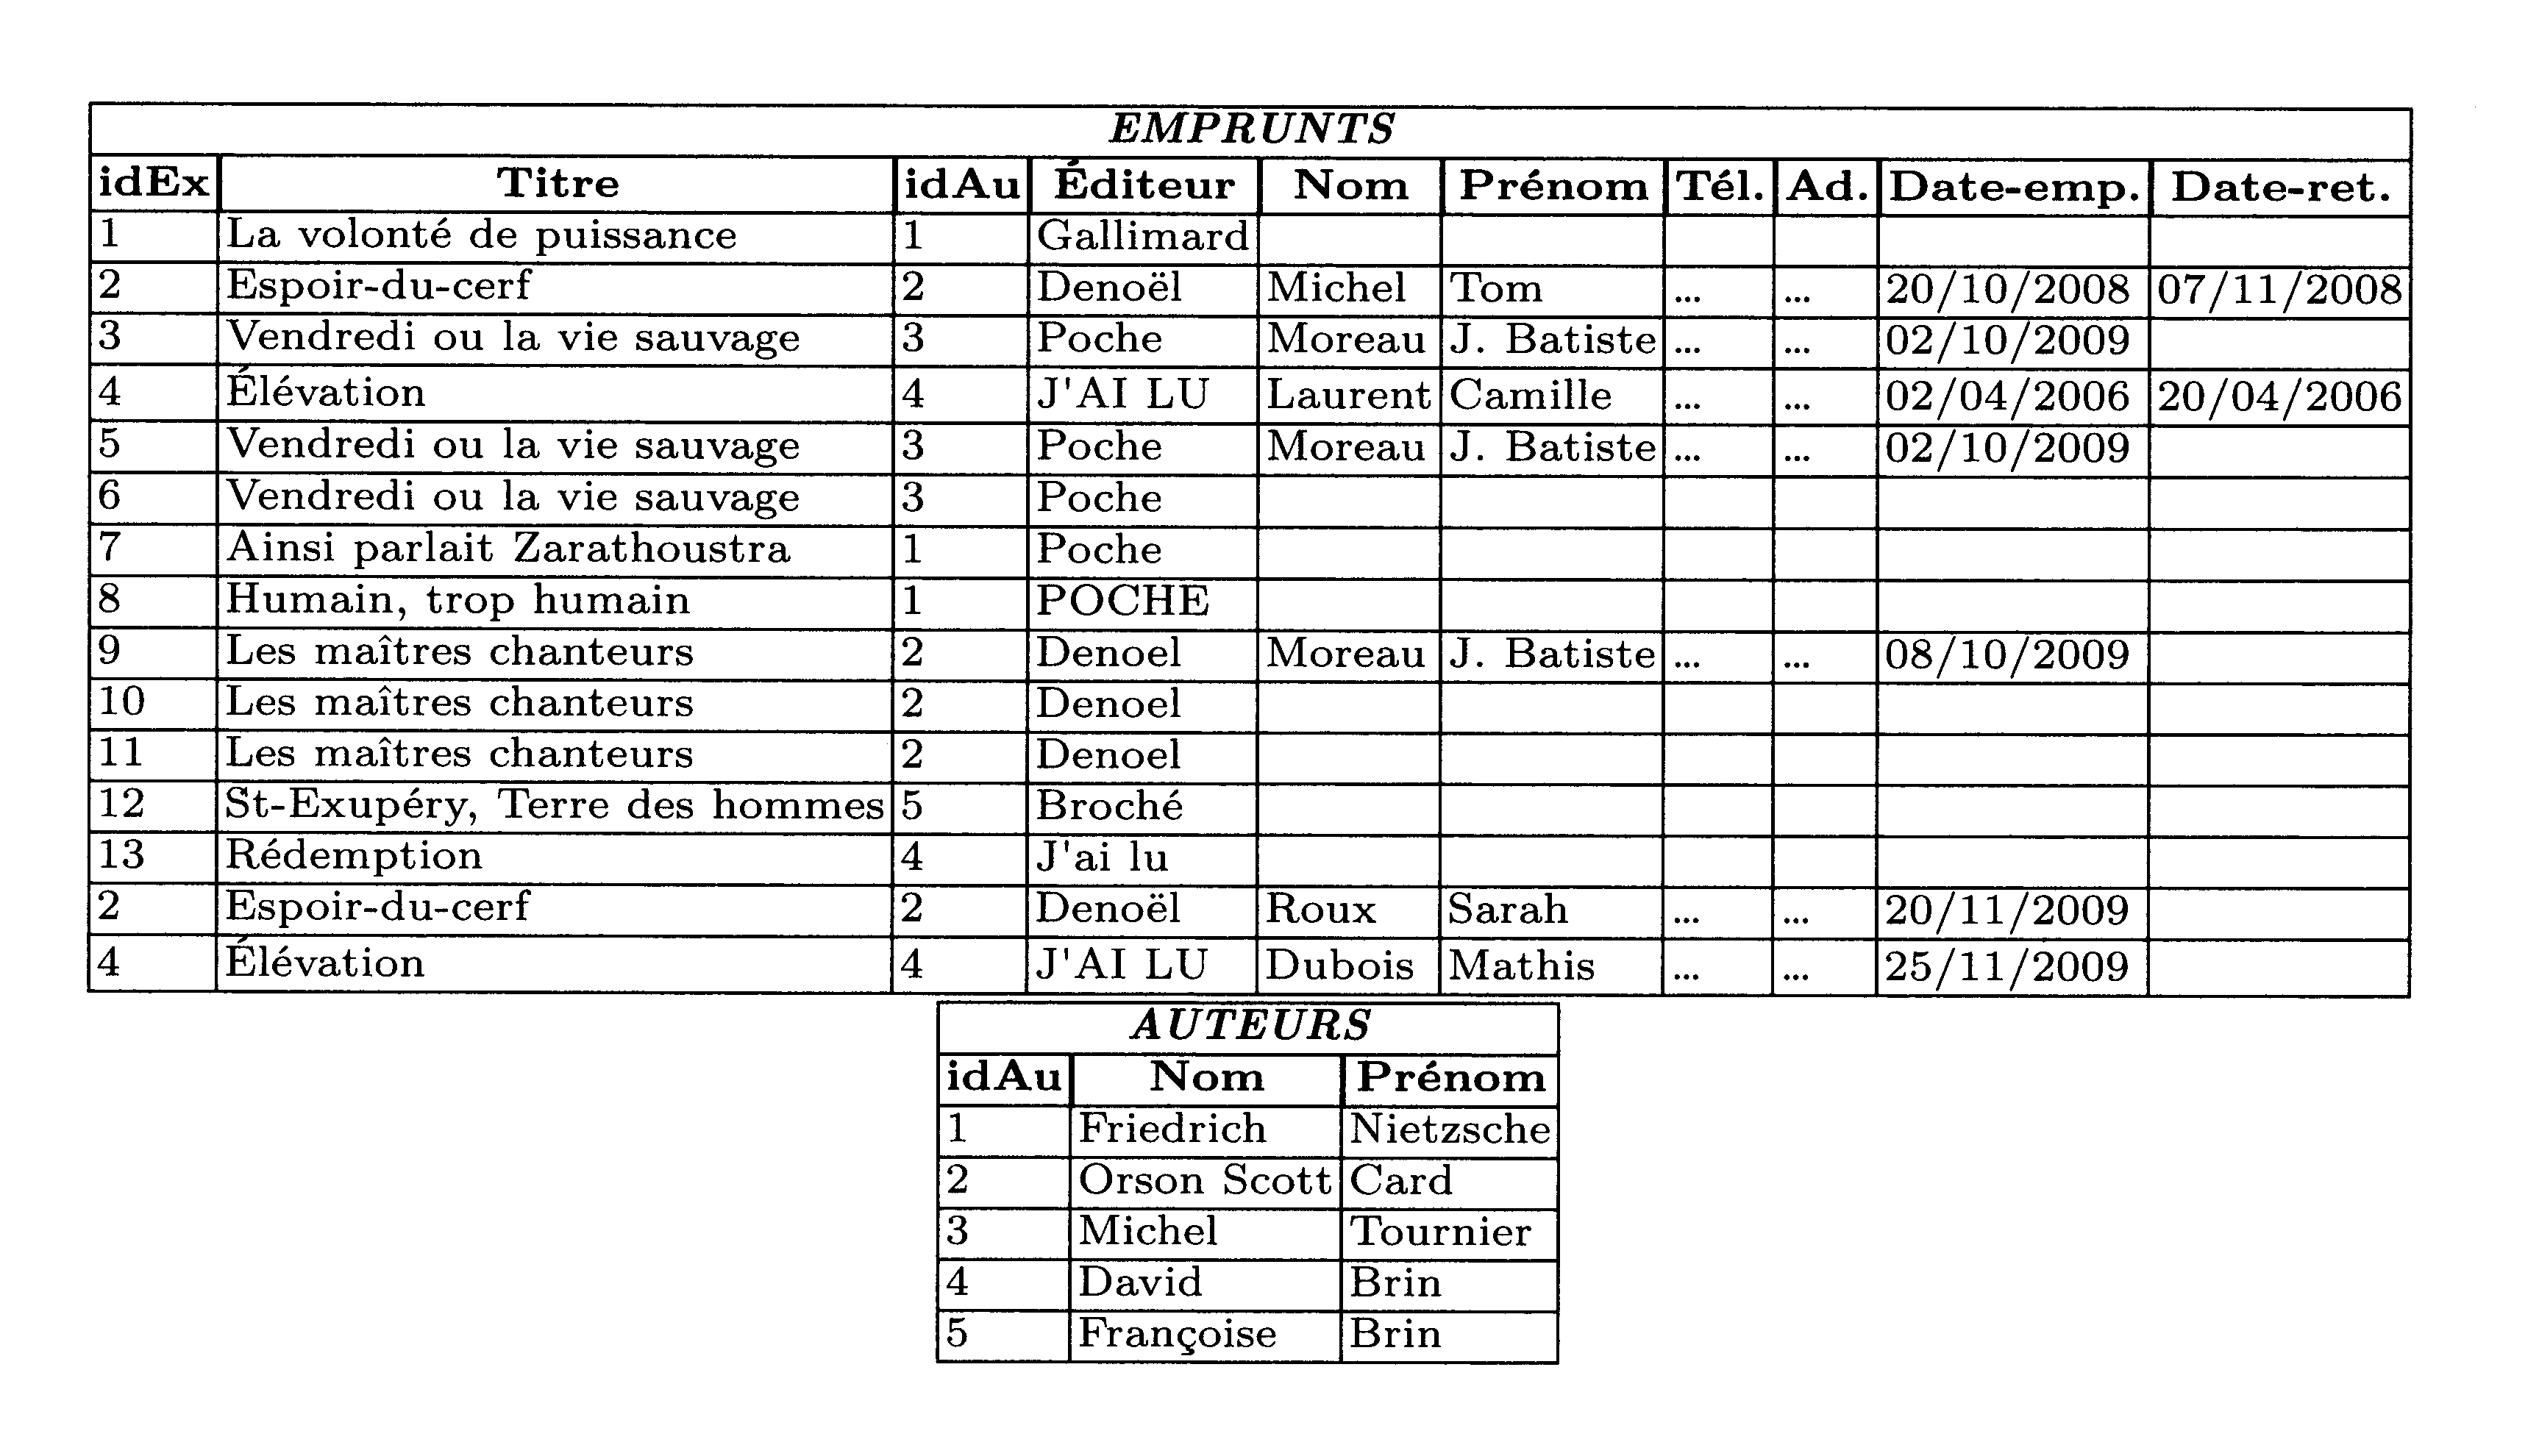 EMPRUNTS
idEx Titre idAu Éditeur Nom Prénom Tél. Ad. Date-emp. Date-ret.
1 La volonté de puissance 1 Gallimard
2 Espoir-du-cerf 2 Denoël Michel Tom ... ... 20/10/2008 07/11/2008
3 Vendredi ou la vie sauvage 3 Poche Moreau J. Batiste ... ... 02/10/2009
4 Élévation 4 J'AI LU Laurent Camille ... ... 02/04/2006 20/04/2006
5 Vendredi ou la vie sauvage 3 Poche Moreau J. Batiste ... ... 02/10/2009
6 Vendredi ou la vie sauvage 3 Poche
7 Ainsi parlait Zarathoustra 1 Poche
8 Humain, trop humain 1 POCHE
9 Les maîtres chanteurs 2 Denoel Moreau J. Batiste ... ... 08/10/2009
10 Les maîtres chanteurs 2 Denoel
11 Les maîtres chanteurs 2 Denoel
12 St-Exupéry, Terre des hommes 5 Broché
13 Rédemption 4 J'ai lu
2 Espoir-du-cerf 2 Denoël Roux Sarah ... ... 20/11/2009
4 Élévation 4 J'AI LU Dubois Mathis ... ... 25/11/2009
AUTEURS
idAu Nom Prénom
1 Friedrich Nietzsche
2 Orson Scott Card
3 Michel Tournier
4 David Brin
5 Françoise Brin